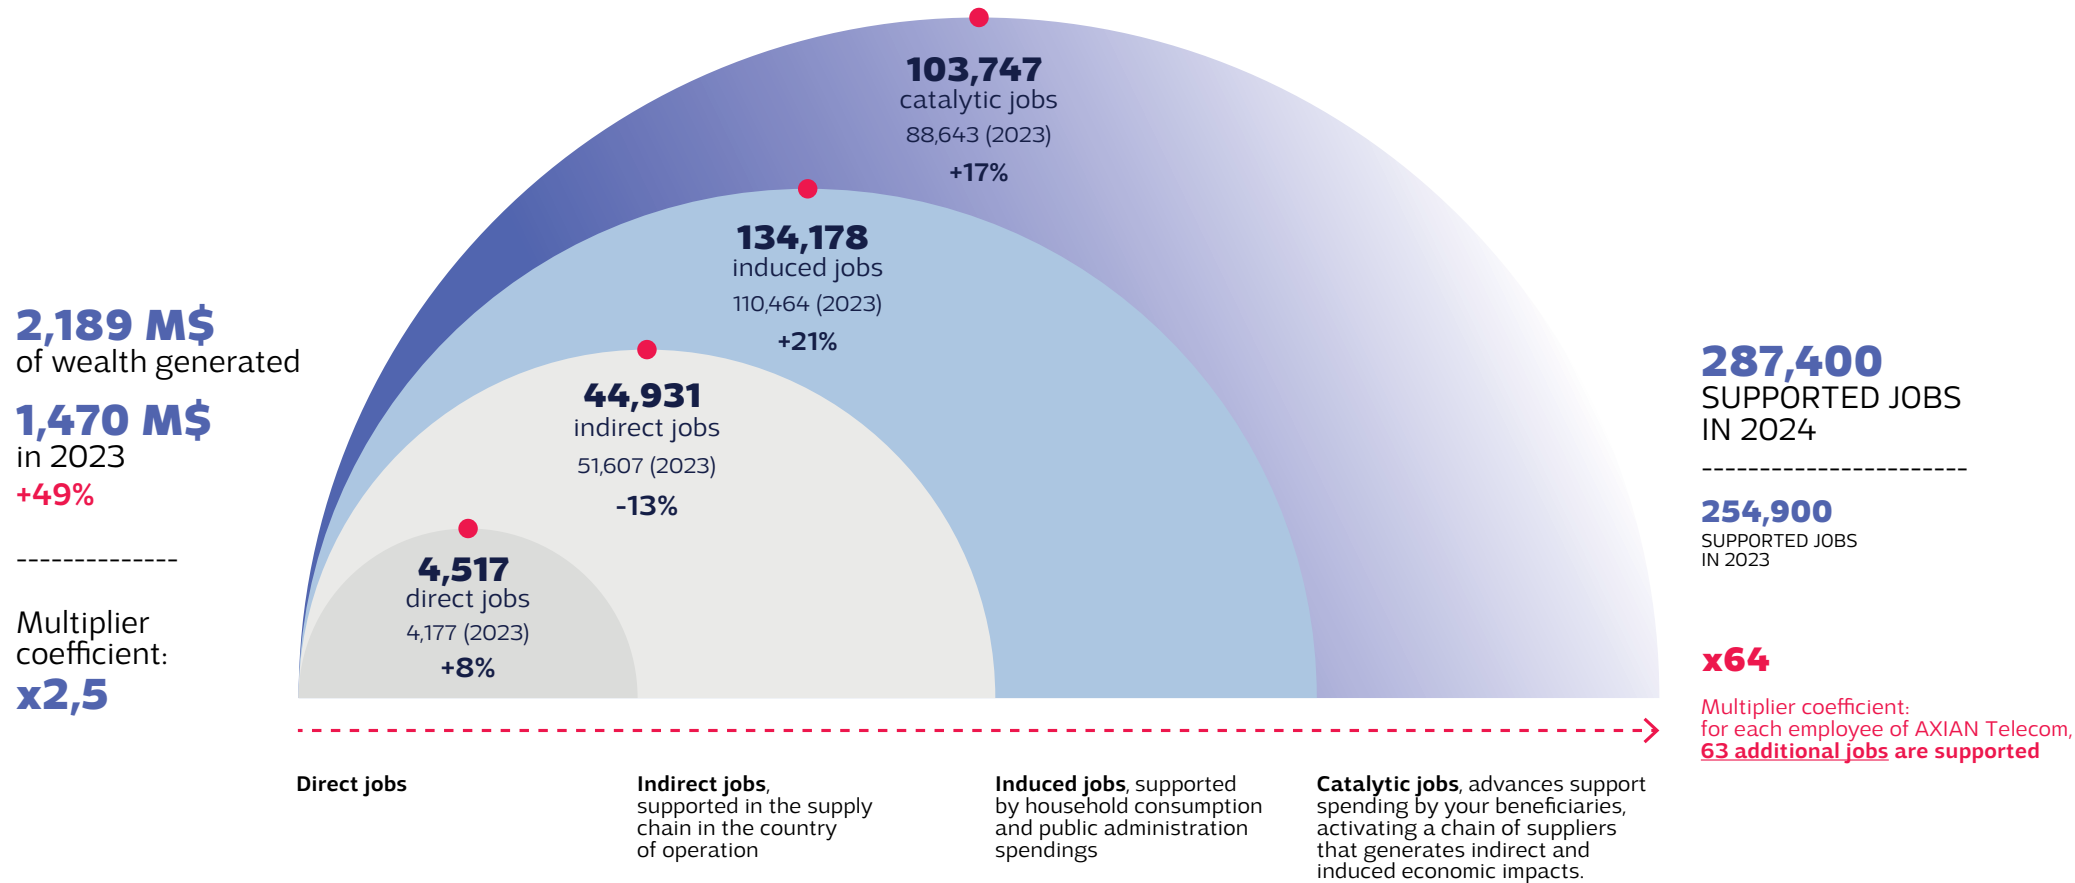 2,189 M$
of wealth generated
1,470 M$
in 2023
+49%
Multiplier
coefficient:
x2,5
103,747
catalytic jobs
88,643 (2023)
+17%
134,178
induced jobs
110,464 (2023)
+21%
44,931
indirect jobs
51,607 (2023)
-13%
4,517
direct jobs
4,177 (2023)
+8%
287,400
SUPPORTED JOBS
IN 2024
254,900
SUPPORTED JOBS
IN 2023
x64
Multiplier coefficient:
for each employee of AXIAN Telecom,
63 additional jobs are supported
Direct jobs
Indirect jobs,
supported in the supply
chain in the country
of operation
Induced jobs, supported
by household consumption
and public administration
spendings
Catalytic jobs, advances support
spending by your beneficiaries,
activating a chain of suppliers
that generates indirect and
induced economic impacts.